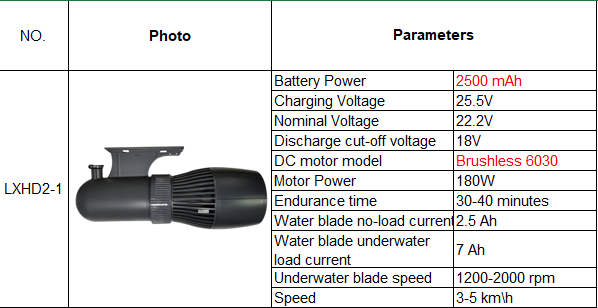 NO.
Photo
Parameters
LXHD2-1
Battery Power 2500 mAh
Charging Voltage 25.5V
Nominal Voltage 22.2V
Discharge cut-off voltage 18V
DC motor model Brushless 6030
Motor Power 180W
Endurance time 30-40 minutes
Water blade no-load current 2.5 Ah
Water blade underwater
load current 7 Ah
Underwater blade speed 1200-2000 rpm
Speed 3-5 km\h